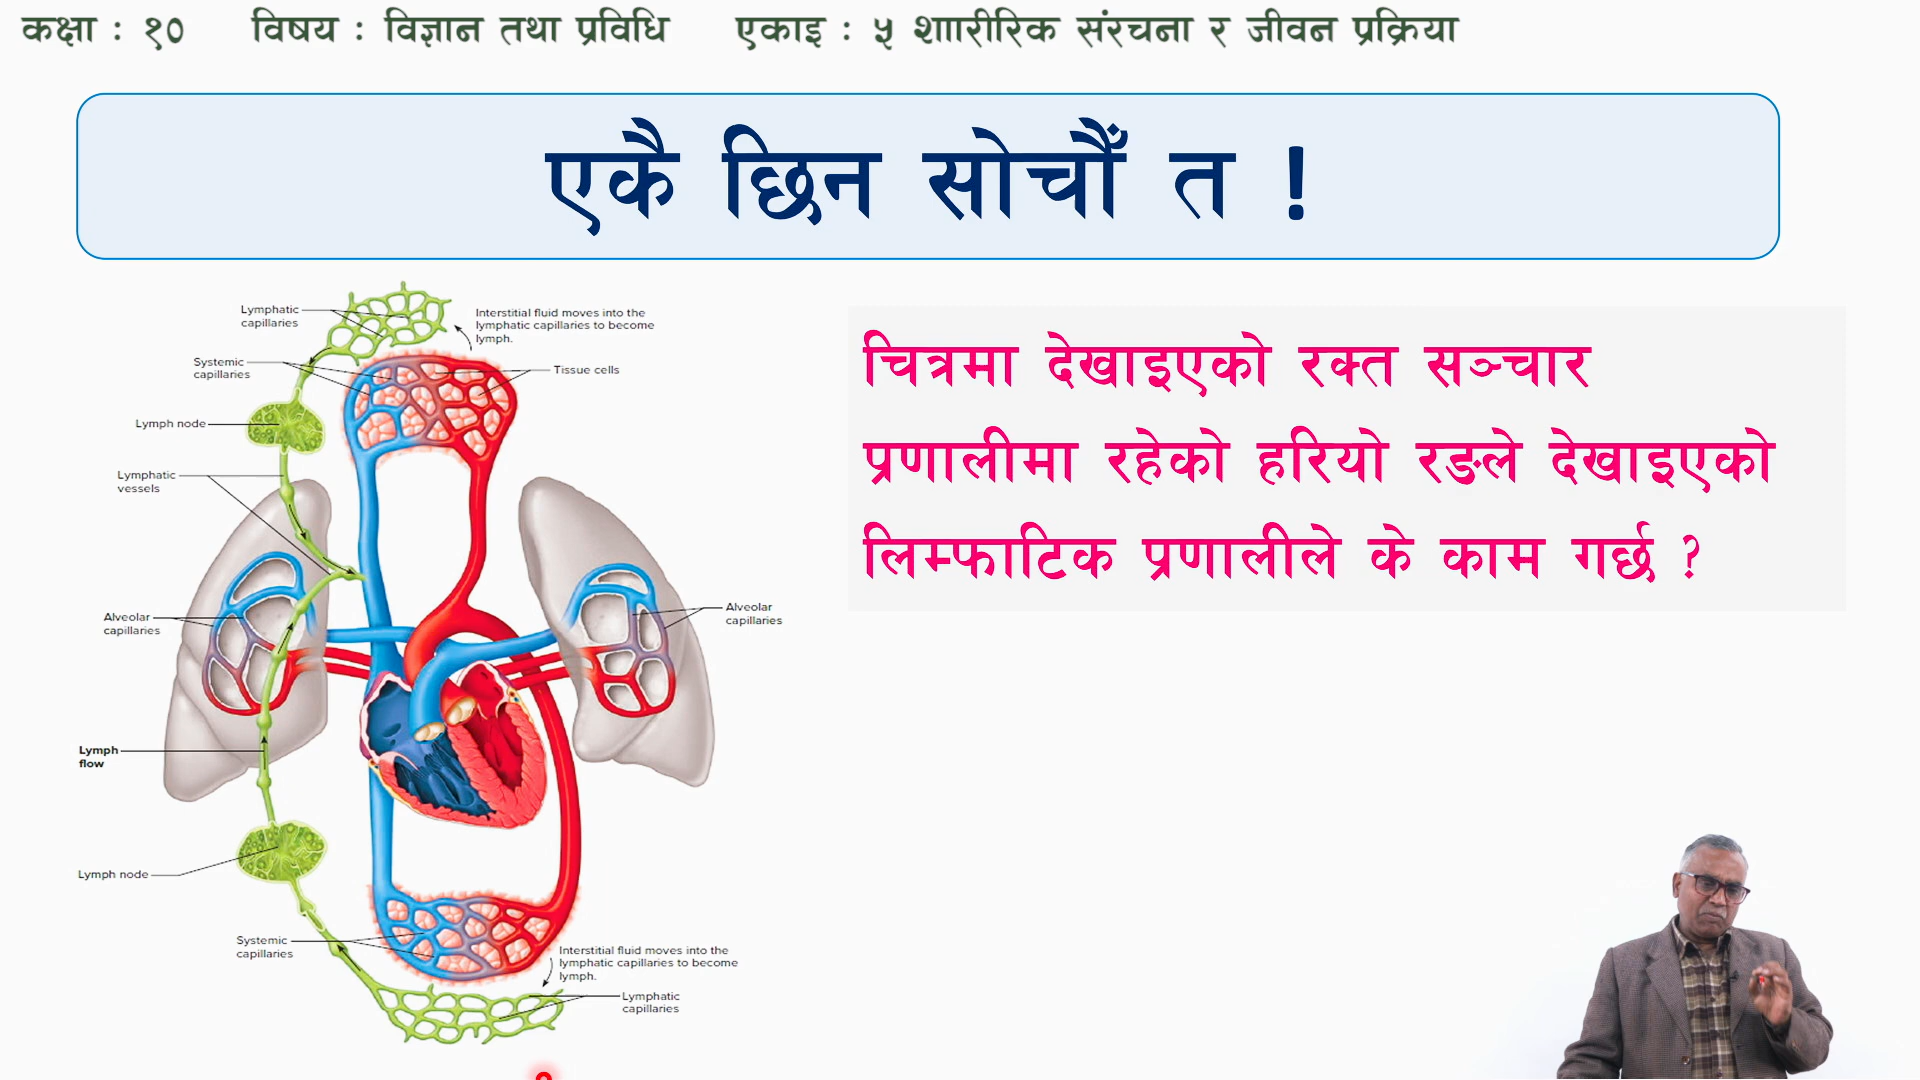 कक्षा : १० विषय : विज्ञान तथा प्रविधि एकाइ : ५ शाारीरिक संरचना र जीवन प्रक्रिया
एकै छिन सोचौँ त !
चित्रमा देखाइएको रक्त सञ्चार
प्रणालीमा रहेको हरियो रङले देखाइएको
लिम्फाटिक प्रणालीले के काम गर्छ ?
Lymphatic
capillaries
Interstitial fluid moves into the
lymphatic capillaries to become
lymph.
Systemic
capillaries
Tissue cells
Lymph node
Lymphatic
vessels
Alveolar
capillaries
Alveolar
capillaries
Lymph
flow
Lymph node
Systemic
capillaries
Interstitial fluid moves into the
lymphatic capillaries to become
lymph.
Lymphatic
capillaries